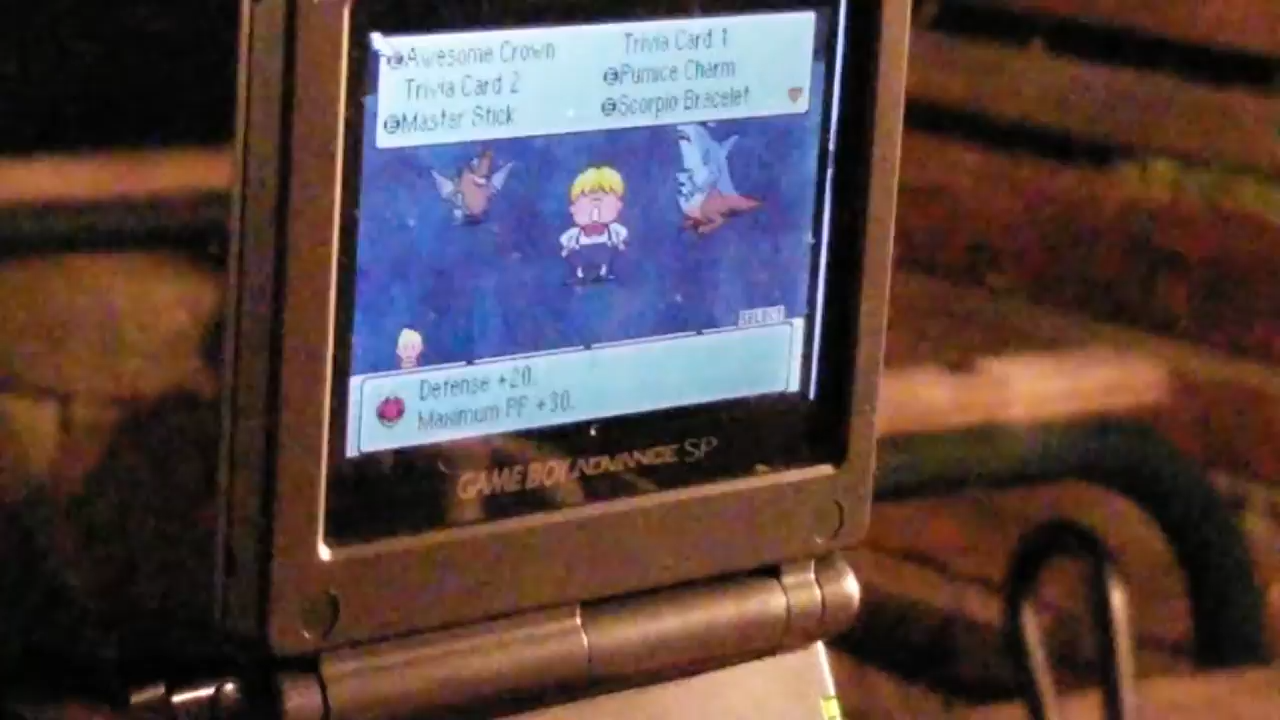 E Awesome Crown Trivia Card 1
Trivia Card 2 E Pumice Charm
E Master Stick E Scorpio Bracelet
SELECT
Defense +20.
Maximum PP +30.
GAME BOY ADVANCE SP